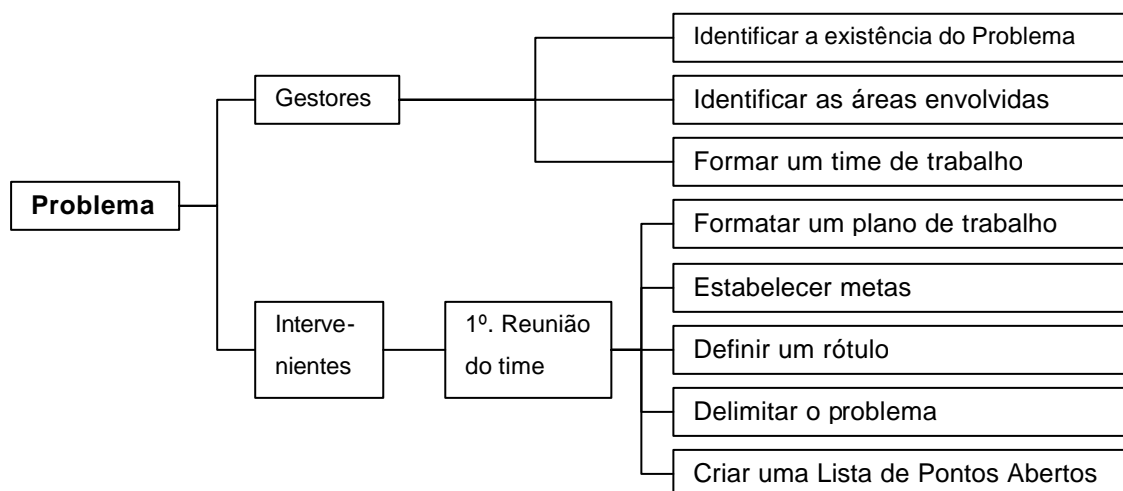 Problema
Gestores
Identificar a existência do Problema
Identificar as áreas envolvidas
Formar um time de trabalho
Interve-
nientes
1º. Reunião
do time
Formatar um plano de trabalho
Estabelecer metas
Definir um rótulo
Delimitar o problema
Criar uma Lista de Pontos Abertos